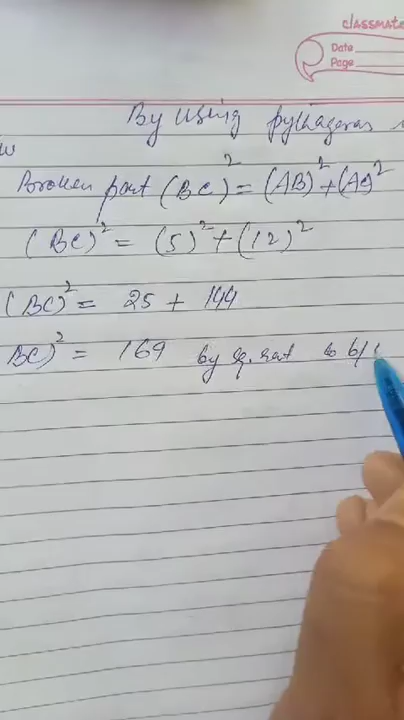 classmate
Date
Page
By using pythagoras
Broken part (BC)² = (AB)² + (AC)²
(BC)² = (5)² + (12)²
(BC)² = 25 + 144
BC)² = 169 by sq. root to b/